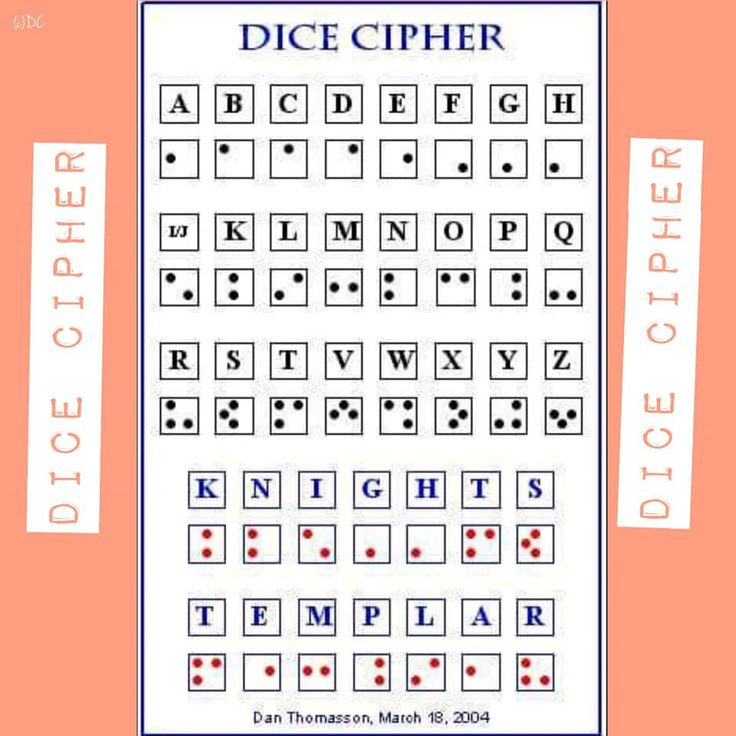 (c)DC
DICE CIPHER
A B C D E F G H
I/J K L M N O P Q
R S T V W X Y Z
K N I G H T S
T E M P L A R
Dan Thomasson, March 18, 2004
DICE CIPHER
DICE CIPHER